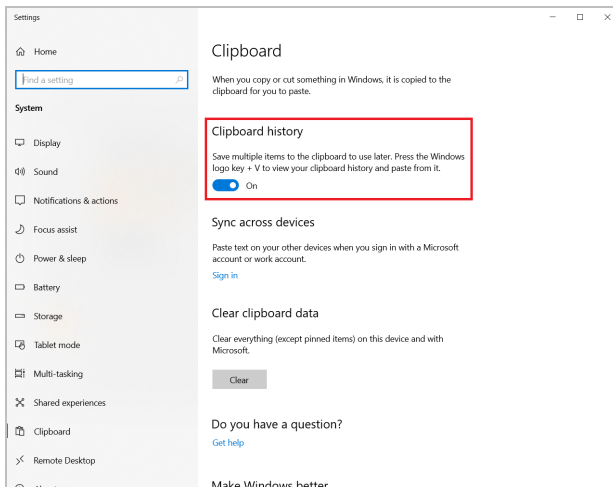 Settings
Home
Find a setting
System
Display
Sound
Notifications & actions
Focus assist
Power & sleep
Battery
Storage
Tablet mode
Multi-tasking
Shared experiences
Clipboard
Remote Desktop
Clipboard
When you copy or cut something in Windows, it is copied to the
clipboard for you to paste.
Clipboard history
Save multiple items to the clipboard to use later. Press the Windows
logo key + V to view your clipboard history and paste from it.
On
Sync across devices
Paste text on your other devices when you sign in with a Microsoft
account or work account.
Sign in
Clear clipboard data
Clear everything (except pinned items) on this device and with
Microsoft.
Clear
Do you have a question?
Get help
Make Windows better